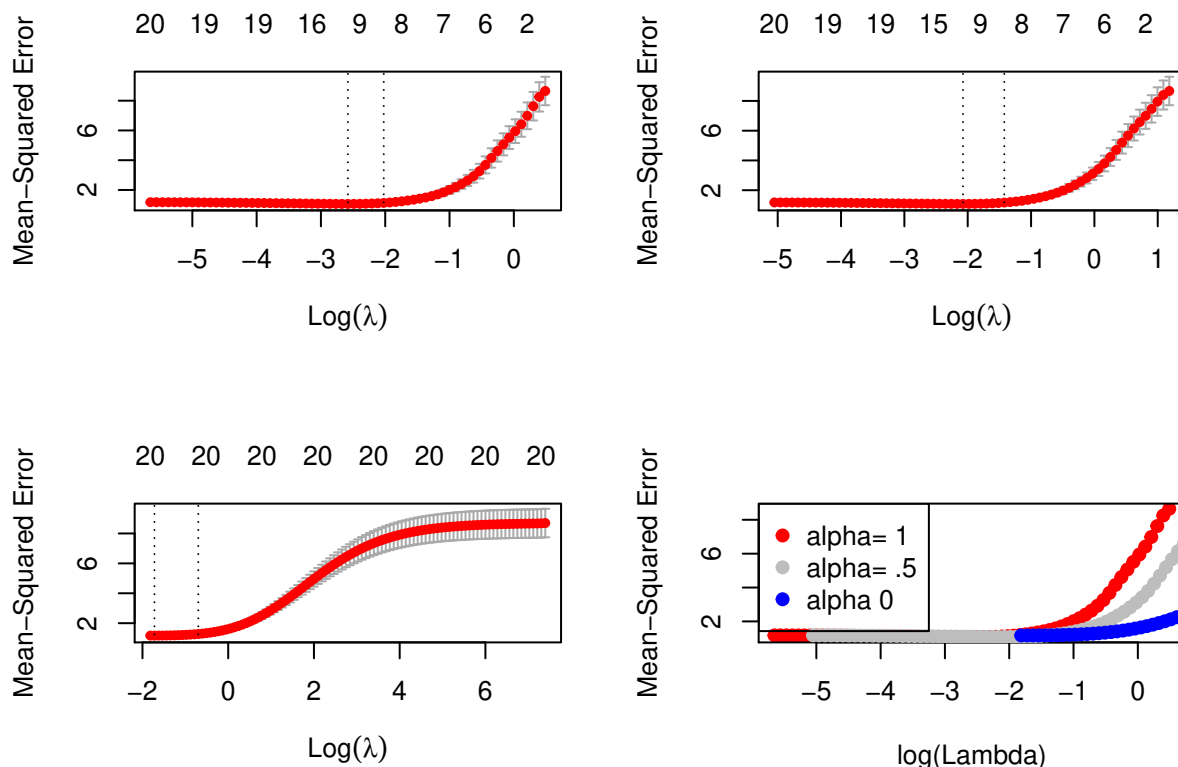 20 19 19 16 9 8 7 6 2
Mean−Squared Error
2 6
−5 −4 −3 −2 −1 0
Log(λ)
20 19 19 15 9 8 7 6 2
Mean−Squared Error
2 6
−5 −4 −3 −2 −1 0 1
Log(λ)
20 20 20 20 20 20 20 20
Mean−Squared Error
2 6
−2 0 2 4 6
Log(λ)
Mean−Squared Error
2 6
alpha= 1
alpha= .5
alpha 0
−5 −4 −3 −2 −1 0
log(Lambda)